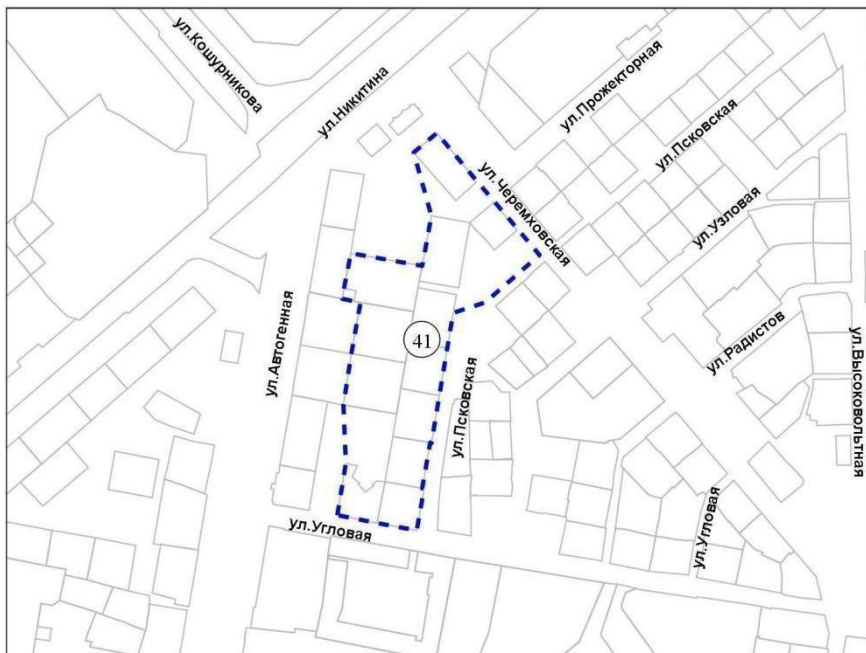 ул.Кошурникова
ул.Никитина
ул.Прожекторная
ул.Псковская
ул.Черемховская
ул.Узловая
ул.Автогенная
41
ул.Радистов
ул.Псковская
ул.Высоковольтная
ул.Угловая
ул.Угловая